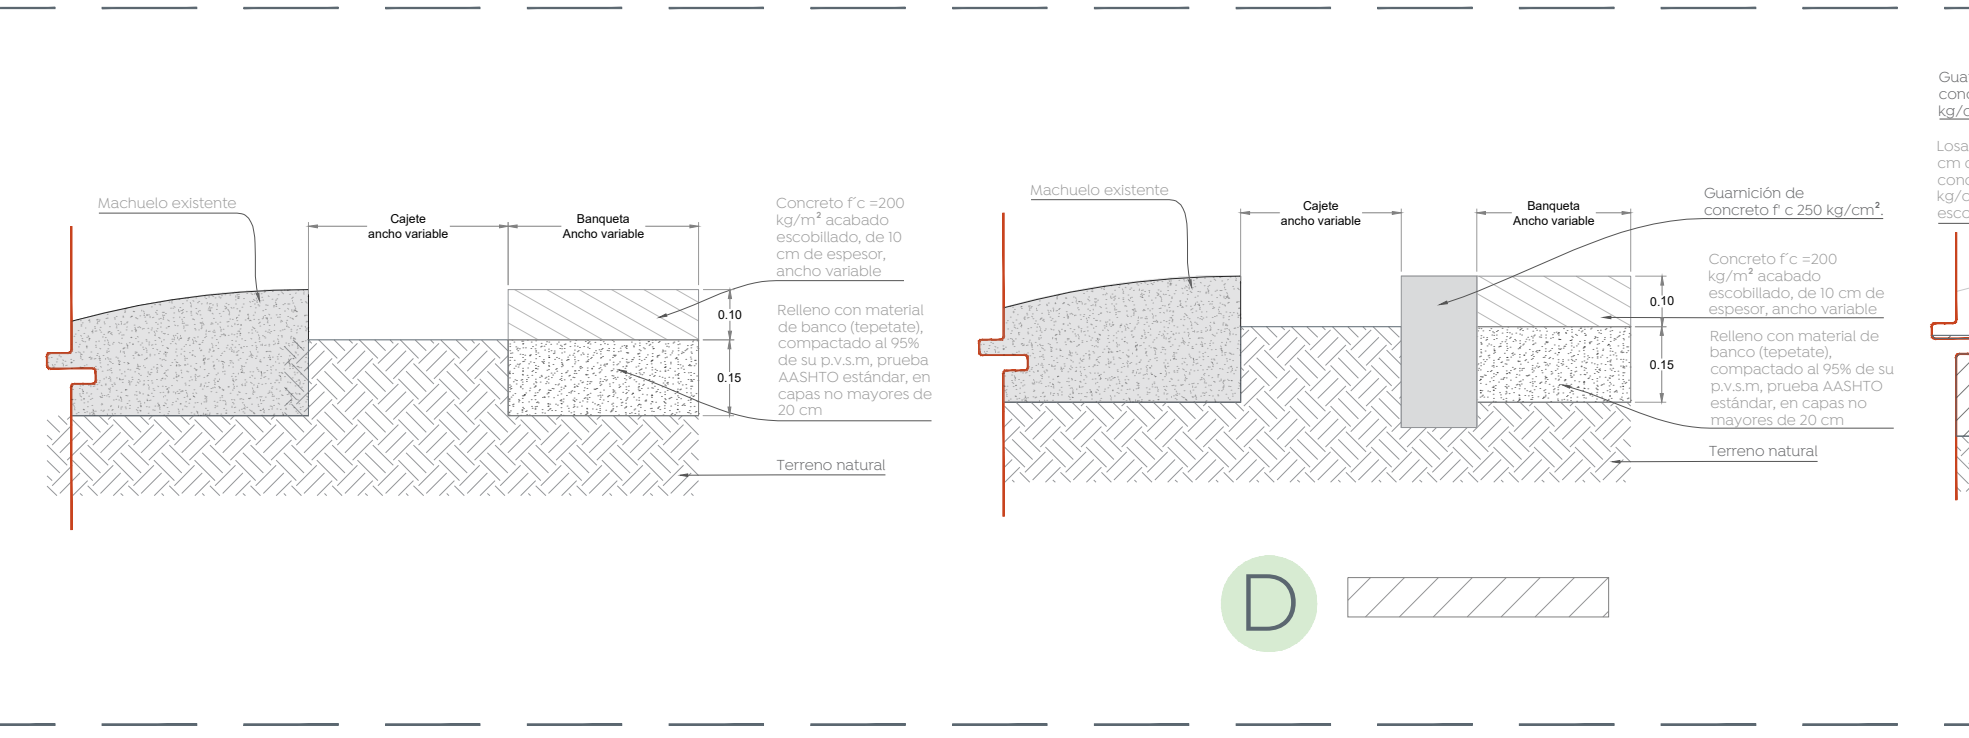 Machuelo existente
Cajete
ancho variable
Banqueta
Ancho variable
Concreto f´c =200
kg/m² acabado
escobillado, de 10
cm de espesor,
ancho variable
0.10
Relleno con material
de banco (tepetate),
compactado al 95%
de su p.v.s.m, prueba
AASHTO estándar, en
capas no mayores de
20 cm
0.15
Terreno natural
Machuelo existente
Cajete
ancho variable
Banqueta
Ancho variable
Guarnición de
concreto f' c 250 kg/cm².
Concreto f´c =200
kg/m² acabado
escobillado, de 10 cm de
espesor, ancho variable
0.10
Relleno con material de
banco (tepetate),
compactado al 95% de su
p.v.s.m, prueba AASHTO
estándar, en capas no
mayores de 20 cm
0.15
Terreno natural
D
Losa